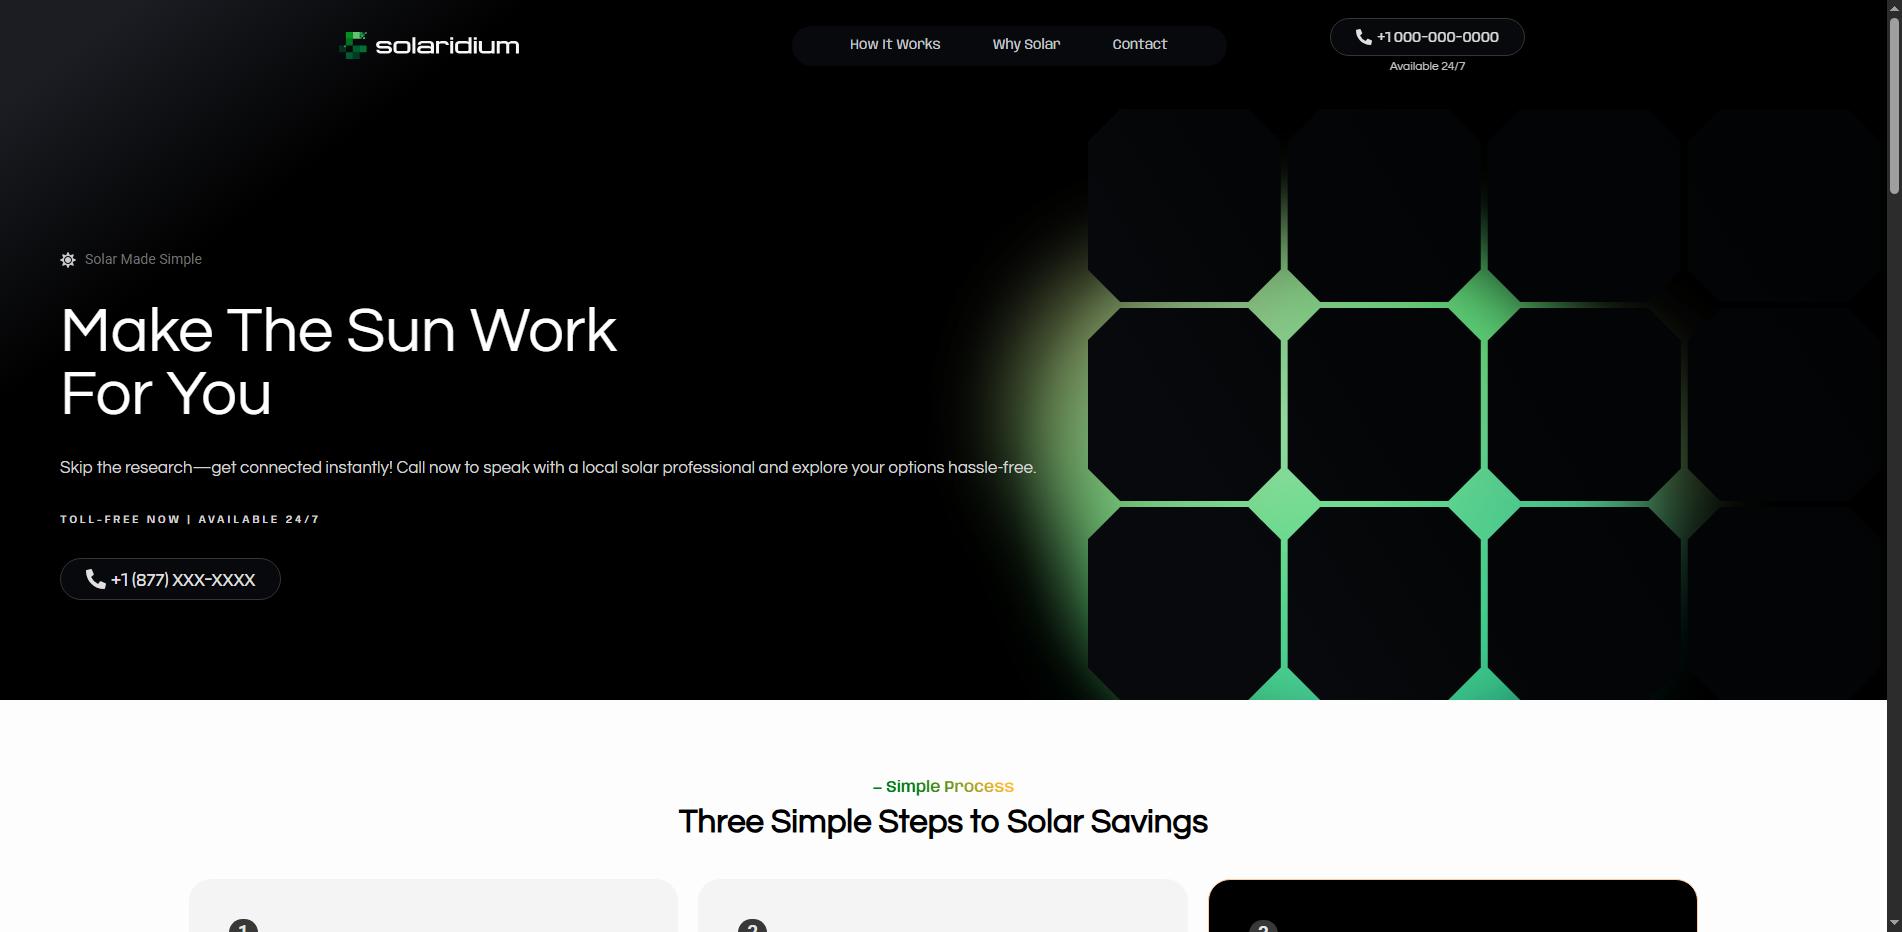 solaridium
How It Works
Why Solar
Contact
+1 000-000-0000
Available 24/7
Solar Made Simple
Make The Sun Work
For You
Skip the research—get connected instantly! Call now to speak with a local solar professional and explore your options hassle-free.
TOLL-FREE NOW | AVAILABLE 24/7
+1 (877) XXX-XXXX
– Simple Process
Three Simple Steps to Solar Savings
1
2
3